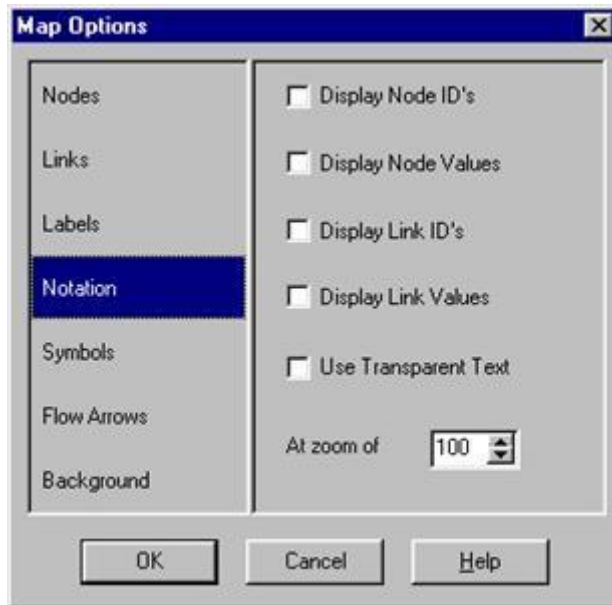 Map Options
Nodes
Links
Labels
Notation
Symbols
Flow Arrows
Background
Display Node ID's
Display Node Values
Display Link ID's
Display Link Values
Use Transparent Text
At zoom of 100
OK Cancel Help